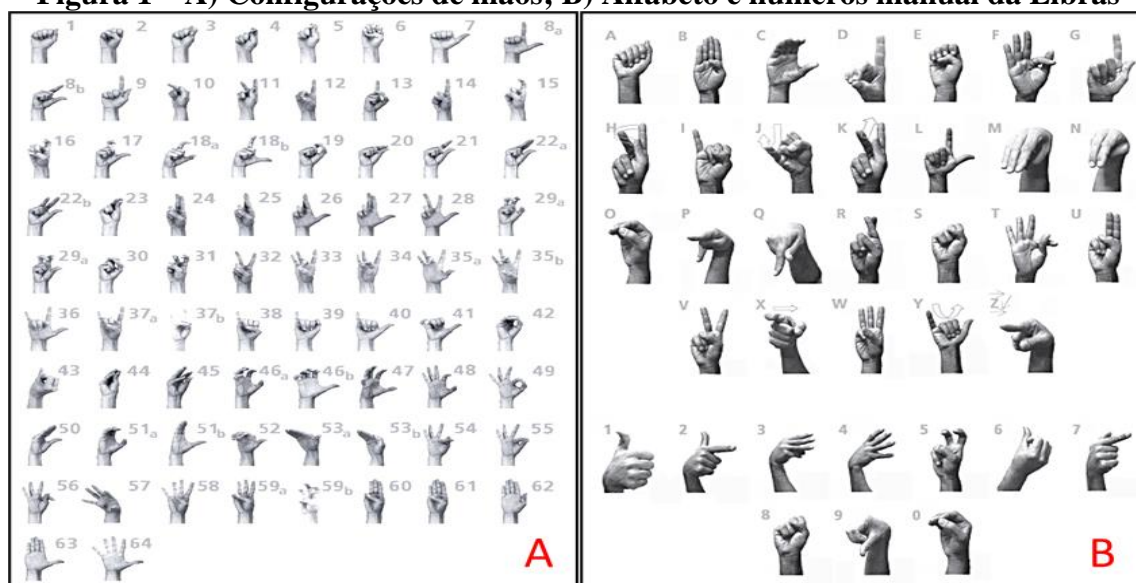 Figura 1 – A) Configurações de mãos; B) Alfabeto e números manual da Libras
1 2 3 4 5 6 7 8a
8b 9 10 11 12 13 14 15
16 17 18a 18b 19 20 21 22a
22b 23 24 25 26 27 28 29a
29a 30 31 32 33 34 35a 35b
36 37a 37b 38 39 40 41 42
43 44 45 46a 46b 47 48 49
50 51a 51b 52 53a 53b 54 55
56 57 58 59a 59b 60 61 62
63 64
A
A B C D E F G
H I J K L M N
O P Q R S T U
V X W Y Z
1 2 3 4 5 6 7
8 9 0
B